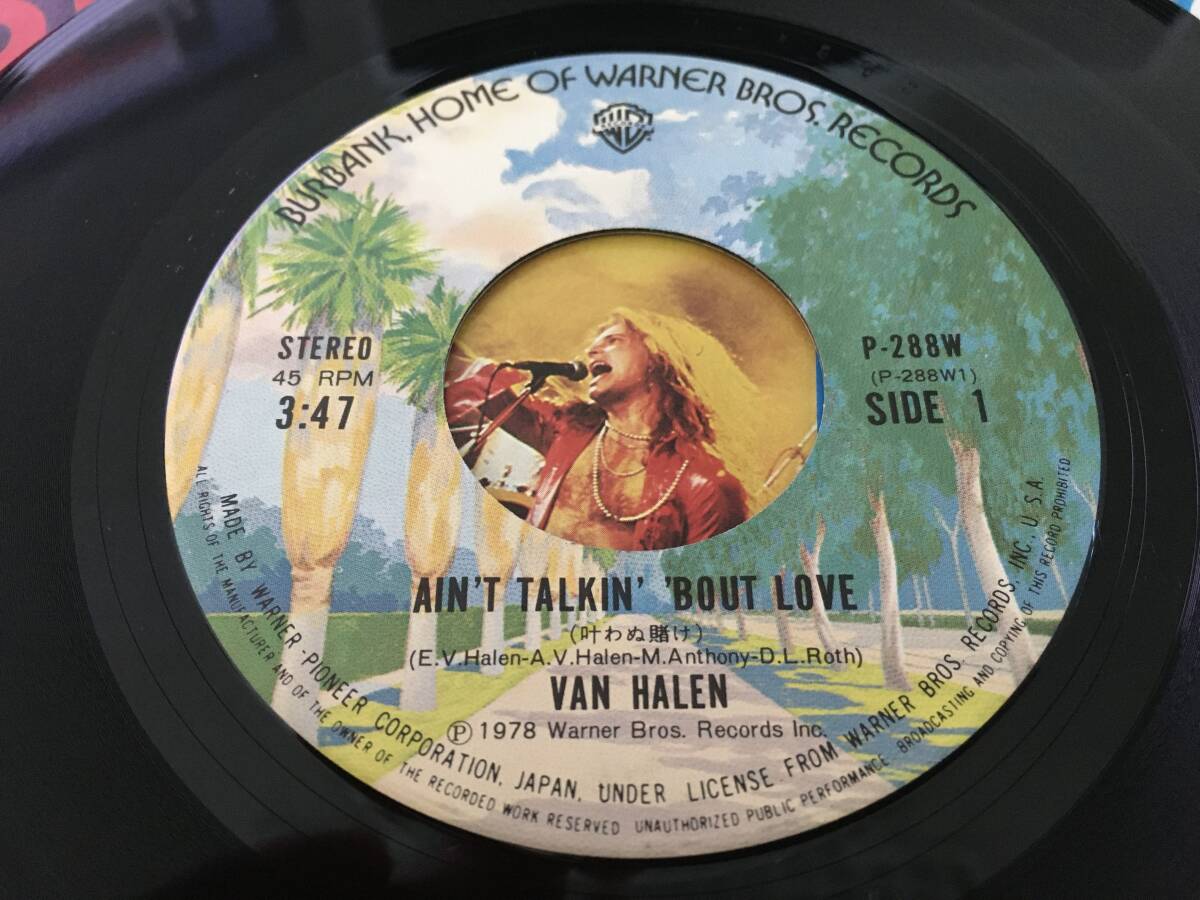 BURBANK, HOME OF WARNER BROS. RECORDS
STEREO
45 RPM
3:47
P-288W
(P-288W1)
SIDE 1
AIN'T TALKIN' 'BOUT LOVE
(叶わぬ賭け)
(E.V.Halen-A.V.Halen-M.Anthony-D.L.Roth)
VAN HALEN
Ⓟ 1978 Warner Bros. Records Inc.
MADE BY WARNER-PIONEER CORPORATION, JAPAN, UNDER LICENSE FROM WARNER BROS. RECORDS, INC., U.S.A.
ALL RIGHTS OF THE MANUFACTURER AND OF THE OWNER OF THE RECORDED WORK RESERVED UNAUTHORIZED PUBLIC PERFORMANCE BROADCASTING AND COPYING OF THIS RECORD PROHIBITED